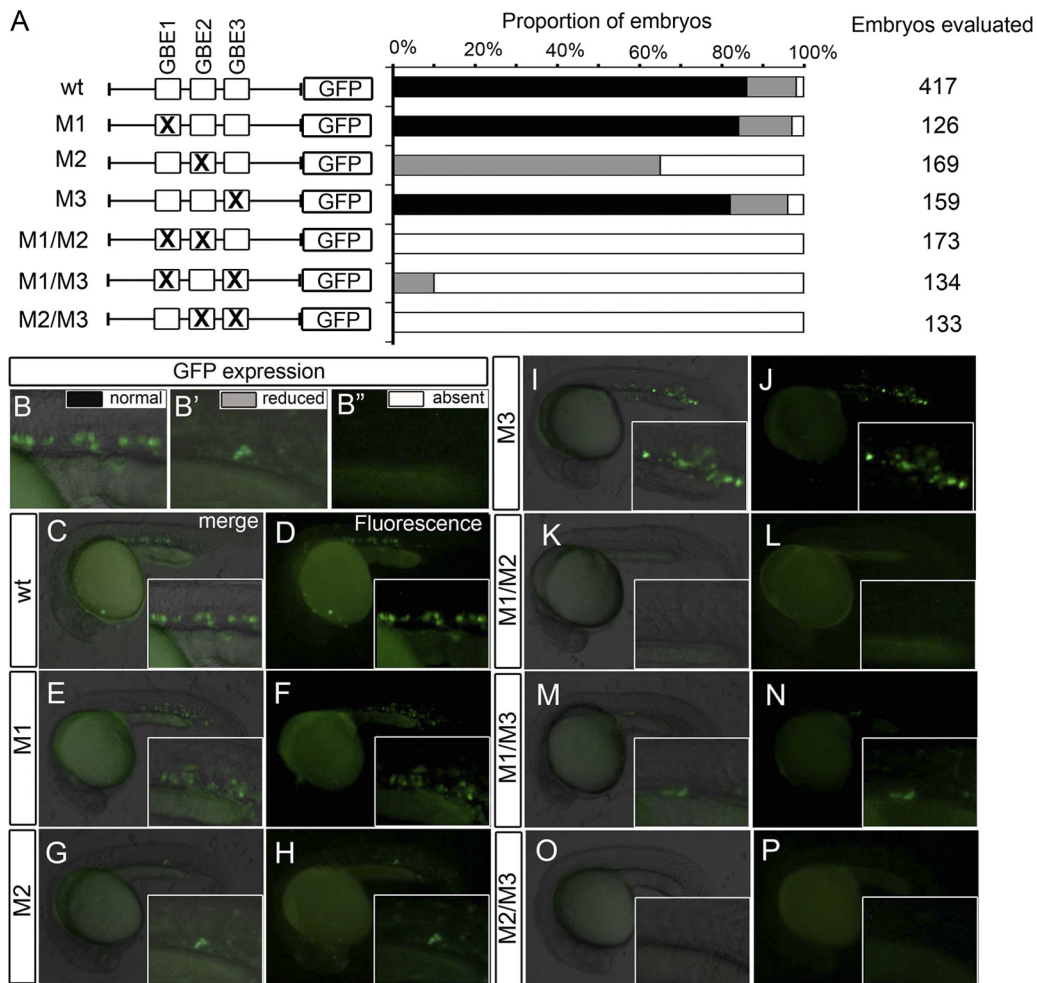 A
GBE1
GBE2
GBE3
Proportion of embryos
Embryos evaluated
0% 20% 40% 60% 80% 100%
wt GFP 417
M1 X GFP 126
M2 X GFP 169
M3 X GFP 159
M1/M2 X X GFP 173
M1/M3 X X GFP 134
M2/M3 X X GFP 133
GFP expression
B normal
B' reduced
B" absent
wt
C merge
D Fluorescence
M1
E
F
M2
G
H
M3
I
J
M1/M2
K
L
M1/M3
M
N
M2/M3
O
P